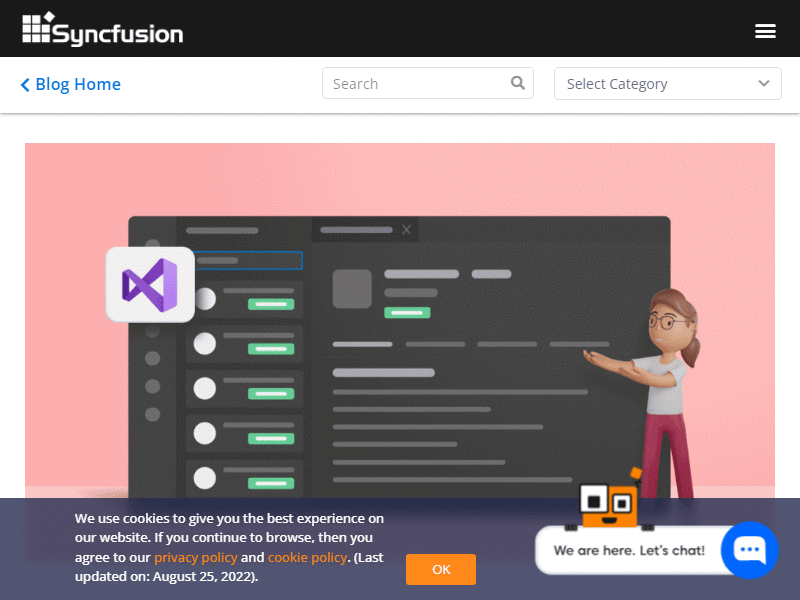 Syncfusion
Blog Home
Search
Select Category
We use cookies to give you the best experience on
our website. If you continue to browse, then you
agree to our privacy policy and cookie policy. (Last
updated on: August 25, 2022).
OK
We are here. Let's chat!